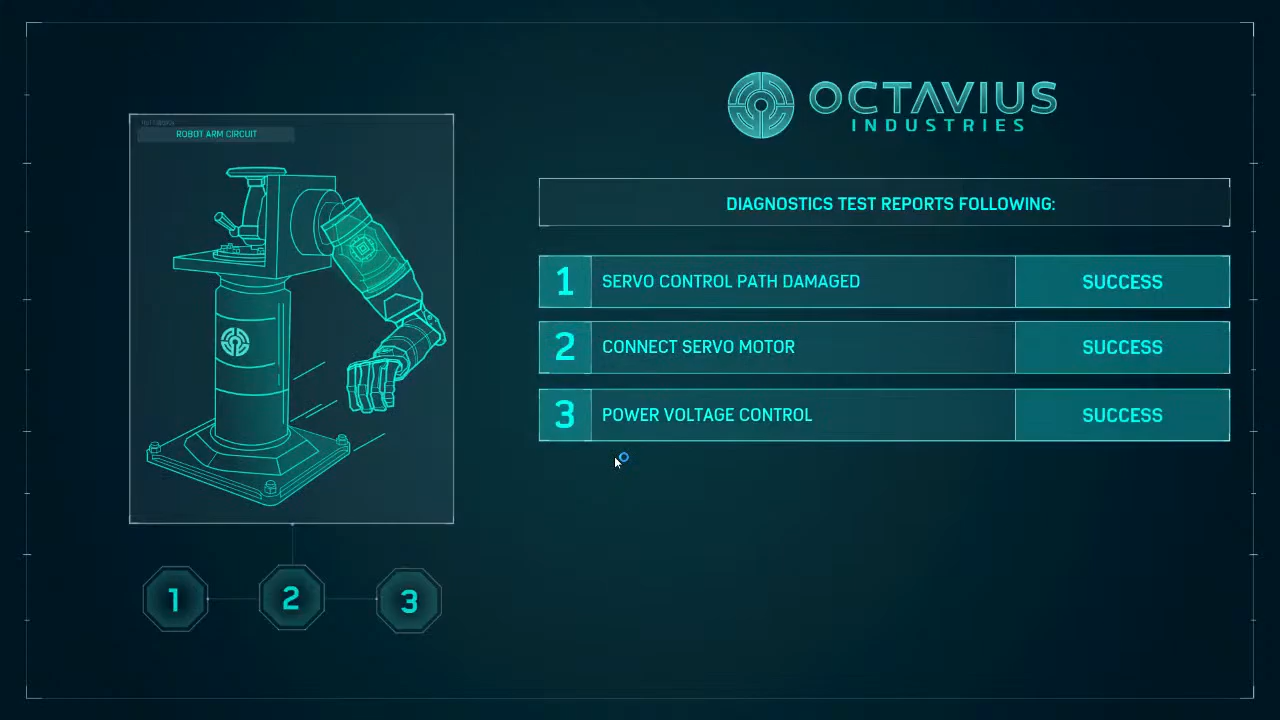 ROBOT ARM CIRCUIT
OCTAVIUS
INDUSTRIES
DIAGNOSTICS TEST REPORTS FOLLOWING:
1 SERVO CONTROL PATH DAMAGED SUCCESS
2 CONNECT SERVO MOTOR SUCCESS
3 POWER VOLTAGE CONTROL SUCCESS
1 2 3